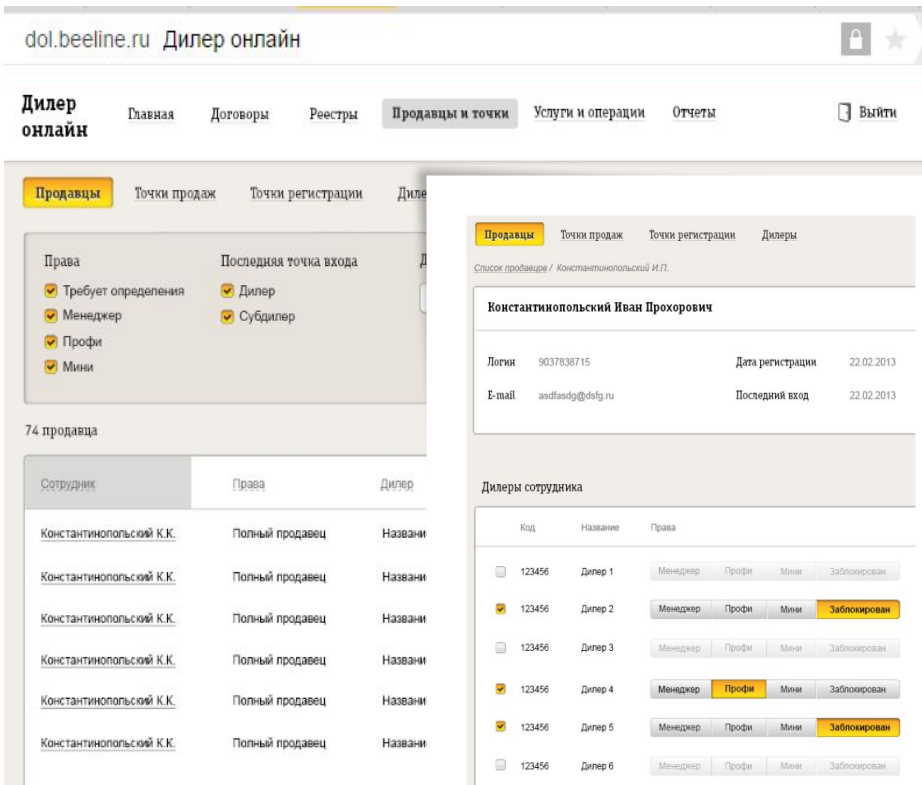 dol.beeline.ru Дилер онлайн
Дилер онлайн
Главная Договоры Реестры Продавцы и точки Услуги и операции Отчеты Выйти
Продавцы Точки продаж Точки регистрации
Права Последняя точка входа
Требует определения Дилер
Менеджер Субдилер
Профи
Мини
74 продавца
Сотрудник Права Дилер
Константинопольский К.К. Полный продавец
Константинопольский К.К. Полный продавец
Константинопольский К.К. Полный продавец
Константинопольский К.К. Полный продавец
Константинопольский К.К. Полный продавец
Константинопольский К.К. Полный продавец
Продавцы Точки продаж Точки регистрации Дилеры
Список продавцов / Константинопольский И.П.
Константинопольский Иван Прохорович
Логин 9037838715 Дата регистрации 22.02.2013
E-mail asdfasdg@dsfg.ru Последний вход 22.02.2013
Дилеры сотрудника
Код Название Права
123456 Дилер 1 Менеджер Профи Мини Заблокирован
123456 Дилер 2 Менеджер Профи Мини Заблокирован
123456 Дилер 3 Менеджер Профи Мини Заблокирован
123456 Дилер 4 Менеджер Профи Мини Заблокирован
123456 Дилер 5 Менеджер Профи Мини Заблокирован
123456 Дилер 6 Менеджер Профи Мини Заблокирован